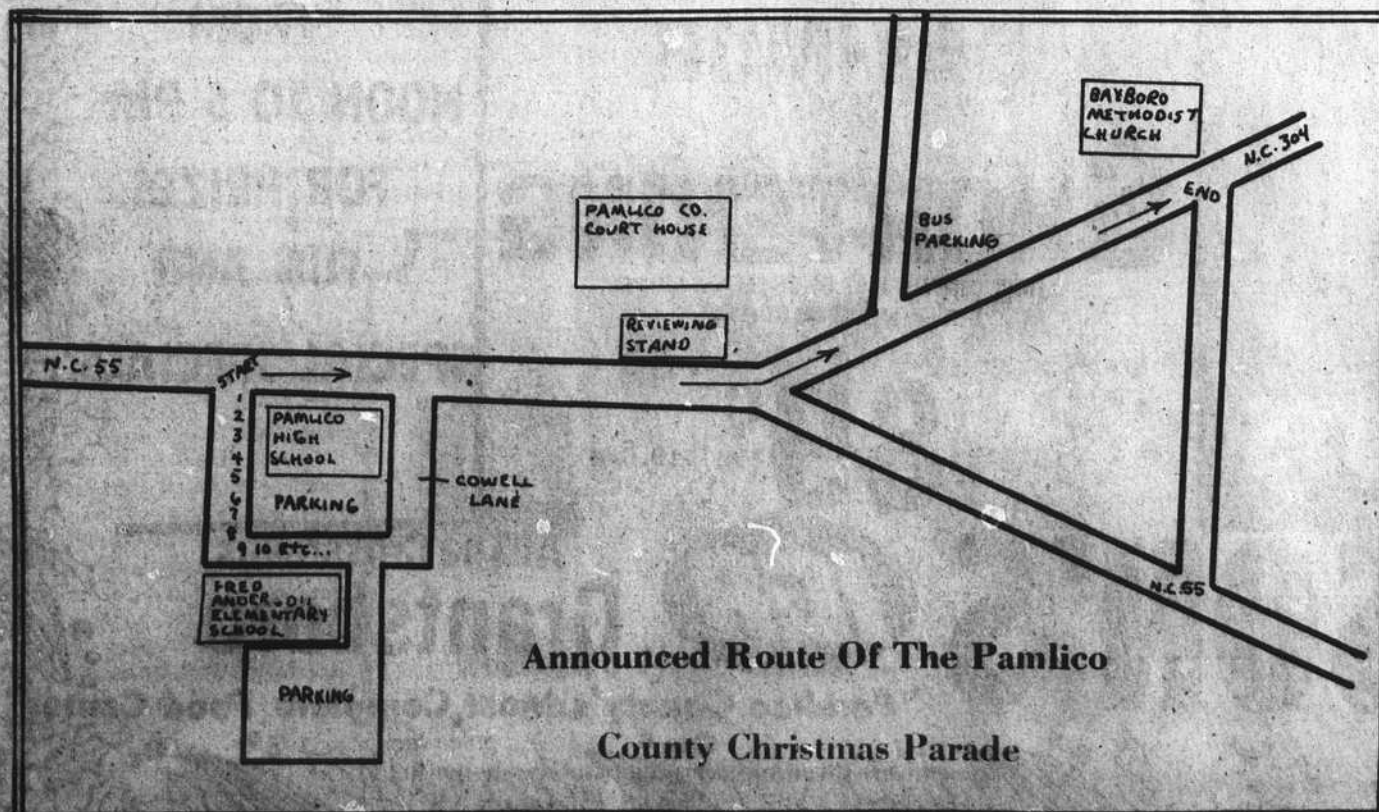 BAYBORO
METHODIST
CHURCH
N.C. 304
END
PAMLICO CO.
COURT HOUSE
BUS
PARKING
REVIEWING
STAND
N.C. 55
START
1
2
3
4
5
6
7
8
9 10 ETC...
PAMLICO
HIGH
SCHOOL
PARKING
COWELL
LANE
FRED
ELEMENTARY
SCHOOL
PARKING
N.C. 55
Announced Route Of The Pamlico
County Christmas Parade